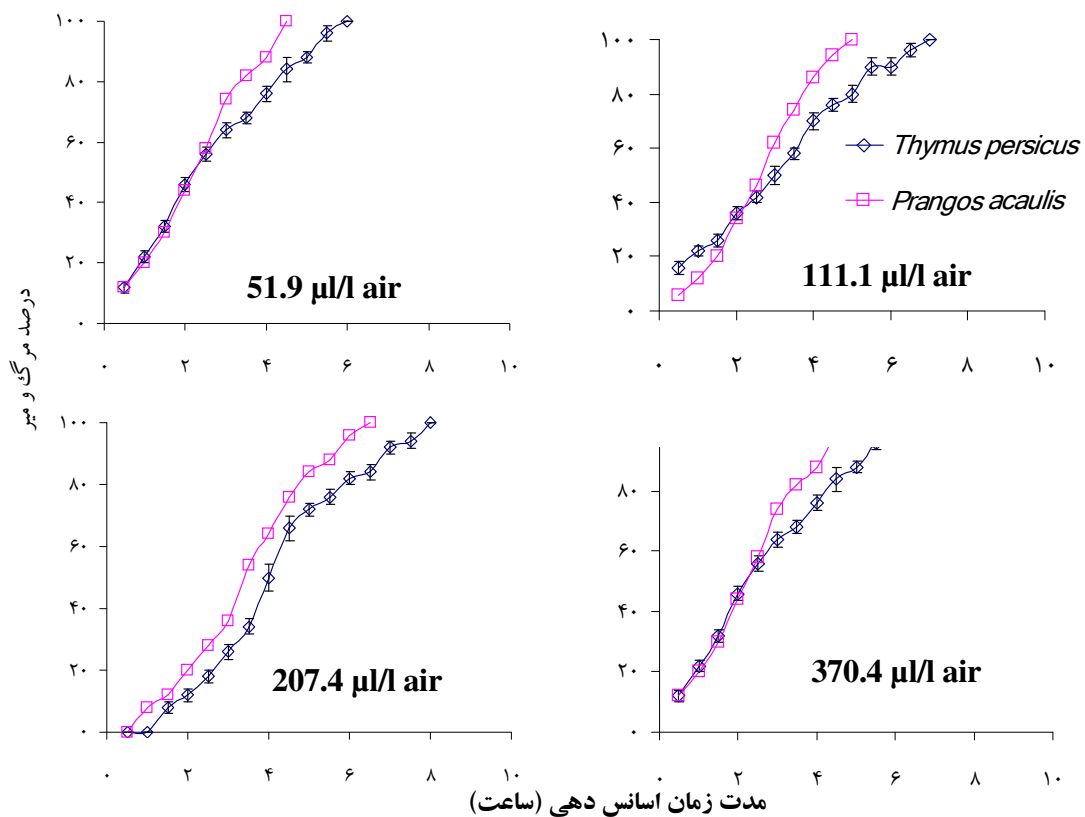 ۱۰۰
۸۰
۶۰
۴۰
۲۰
۰
51.9 µl/l air
۰ ۲ ۴ ۶ ۸ ۱۰
۱۰۰
۸۰
۶۰
۴۰
۲۰
۰
Thymus persicus
Prangos acaulis
111.1 µl/l air
۰ ۲ ۴ ۶ ۸ ۱۰
درصد مرگ و میر
۱۰۰
۸۰
۶۰
۴۰
۲۰
۰
207.4 µl/l air
۰ ۲ ۴ ۶ ۸ ۱۰
۸۰
۶۰
۴۰
۲۰
۰
370.4 µl/l air
۰ ۲ ۴ ۶ ۸ ۱۰
مدت زمان اسانس دهی (ساعت)